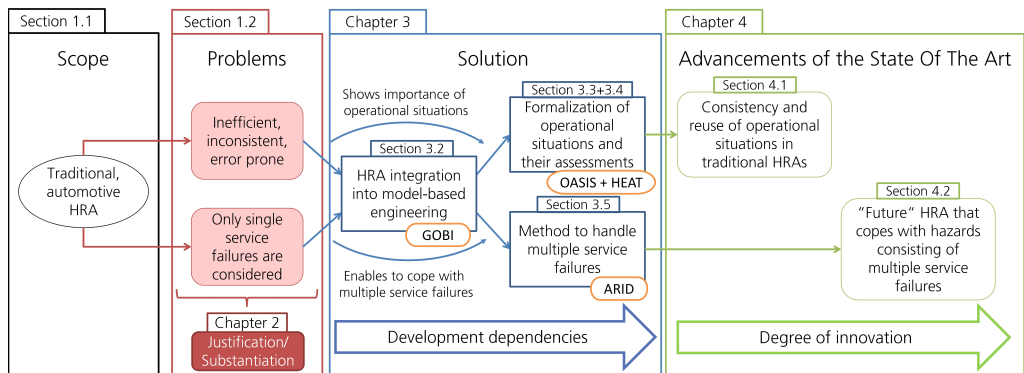 Section 1.1
Scope
Traditional,
automotive
HRA
Section 1.2
Problems
Inefficient,
inconsistent,
error prone
Only single
service
failures are
considered
Chapter 2
Justification/
Substantiation
Chapter 3
Solution
Shows importance of
operational situations
Section 3.2
HRA integration
into model-based
engineering
GOBI
Enables to cope with
multiple service failures
Section 3.3+3.4
Formalization of
operational
situations and
their assessments
OASIS + HEAT
Section 3.5
Method to handle
multiple service
failures
ARID
Development dependencies
Chapter 4
Advancements of the State Of The Art
Section 4.1
Consistency and
reuse of operational
situations in
traditional HRAs
Section 4.2
“Future“ HRA that
copes with hazards
consisting of
multiple service
failures
Degree of innovation